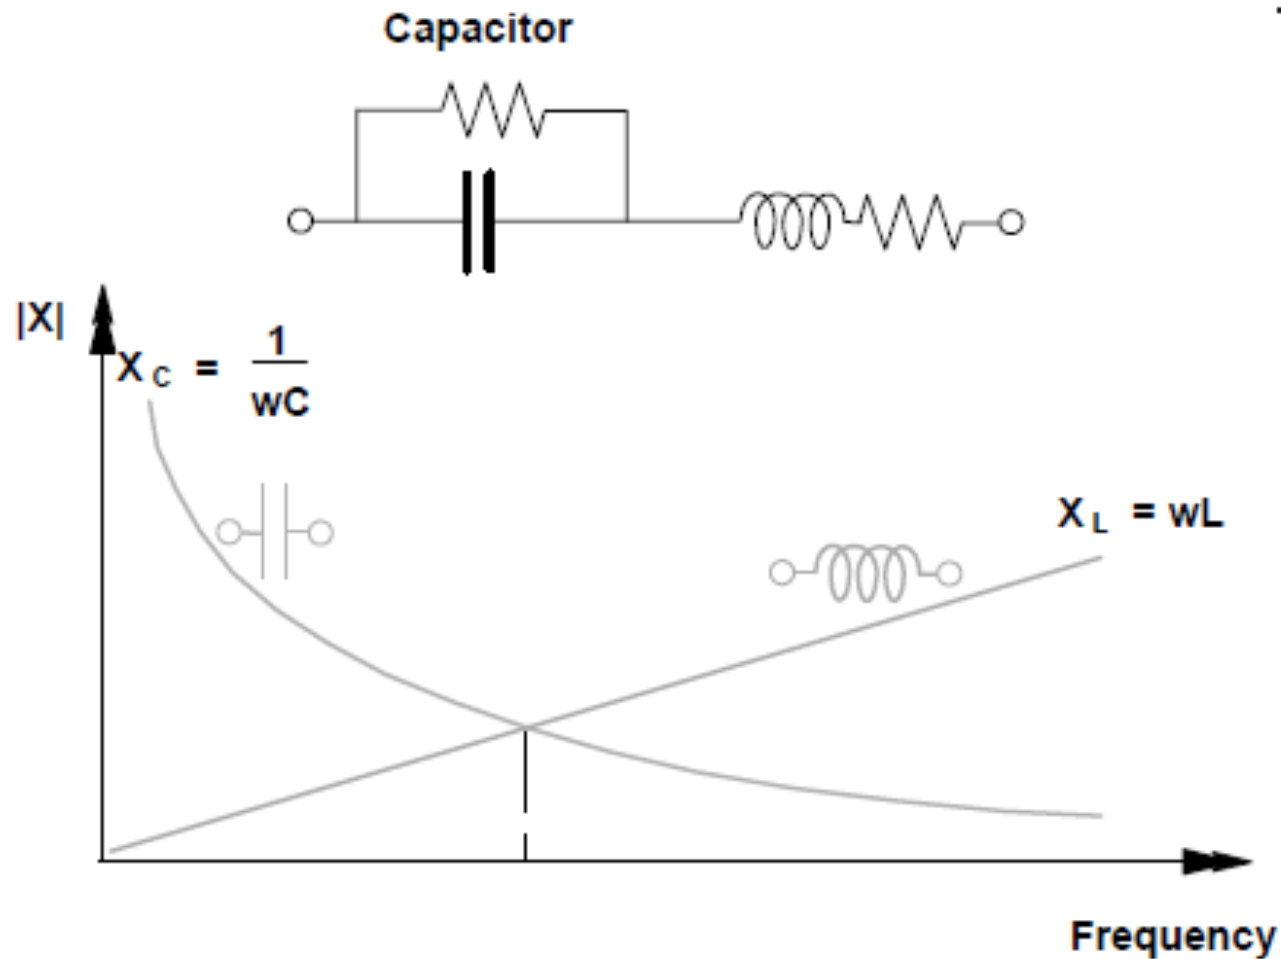 Capacitor
|X|
X C = 1
wC
X L = wL
Frequency